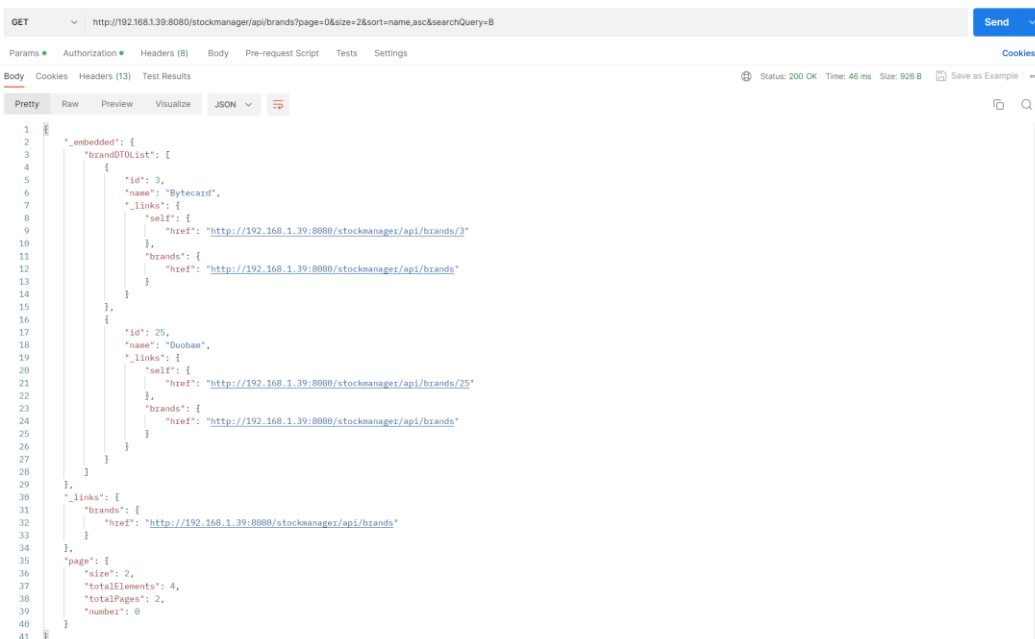 GET http://192.168.1.39:8080/stockmanager/api/brands?page=0&size=2&sort=name,asc&searchQuery=B Send
Params Authorization Headers (8) Body Pre-request Script Tests Settings Cookies
Body Cookies Headers (13) Test Results Status: 200 OK Time: 46 ms Size: 926 B Save as Example
Pretty Raw Preview Visualize JSON
1 {
2 "_embedded": {
3 "brandDTOList": [
4 {
5 "id": 3,
6 "name": "Bytecard",
7 "_links": {
8 "self": {
9 "href": "http://192.168.1.39:8080/stockmanager/api/brands/3"
10 },
11 "brands": {
12 "href": "http://192.168.1.39:8080/stockmanager/api/brands"
13 }
14 }
15 },
16 {
17 "id": 25,
18 "name": "Duobam",
19 "_links": {
20 "self": {
21 "href": "http://192.168.1.39:8080/stockmanager/api/brands/25"
22 },
23 "brands": {
24 "href": "http://192.168.1.39:8080/stockmanager/api/brands"
25 }
26 }
27 }
28 ]
29 },
30 "_links": {
31 "brands": {
32 "href": "http://192.168.1.39:8080/stockmanager/api/brands"
33 }
34 },
35 "page": {
36 "size": 2,
37 "totalElements": 4,
38 "totalPages": 2,
39 "number": 0
40 }
41 }